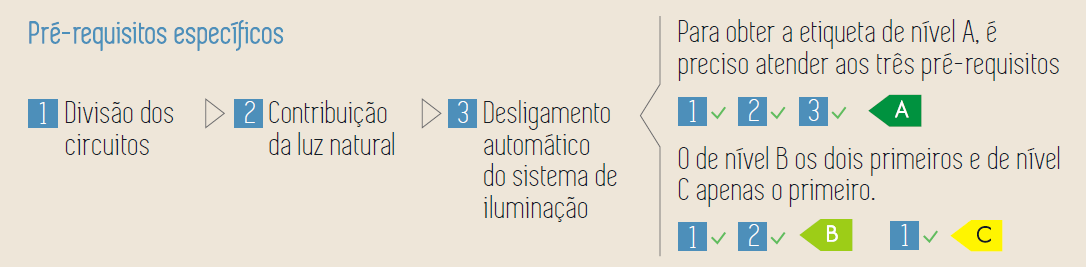 Pré-requisitos específicos
1 Divisão dos
circuitos
2 Contribuição
da luz natural
3 Desligamento
automático
do sistema de
iluminação
Para obter a etiqueta de nível A, é
preciso atender aos três pré-requisitos
1 2 3 A
O de nível B os dois primeiros e de nível
C apenas o primeiro.
1 2 B 1 C